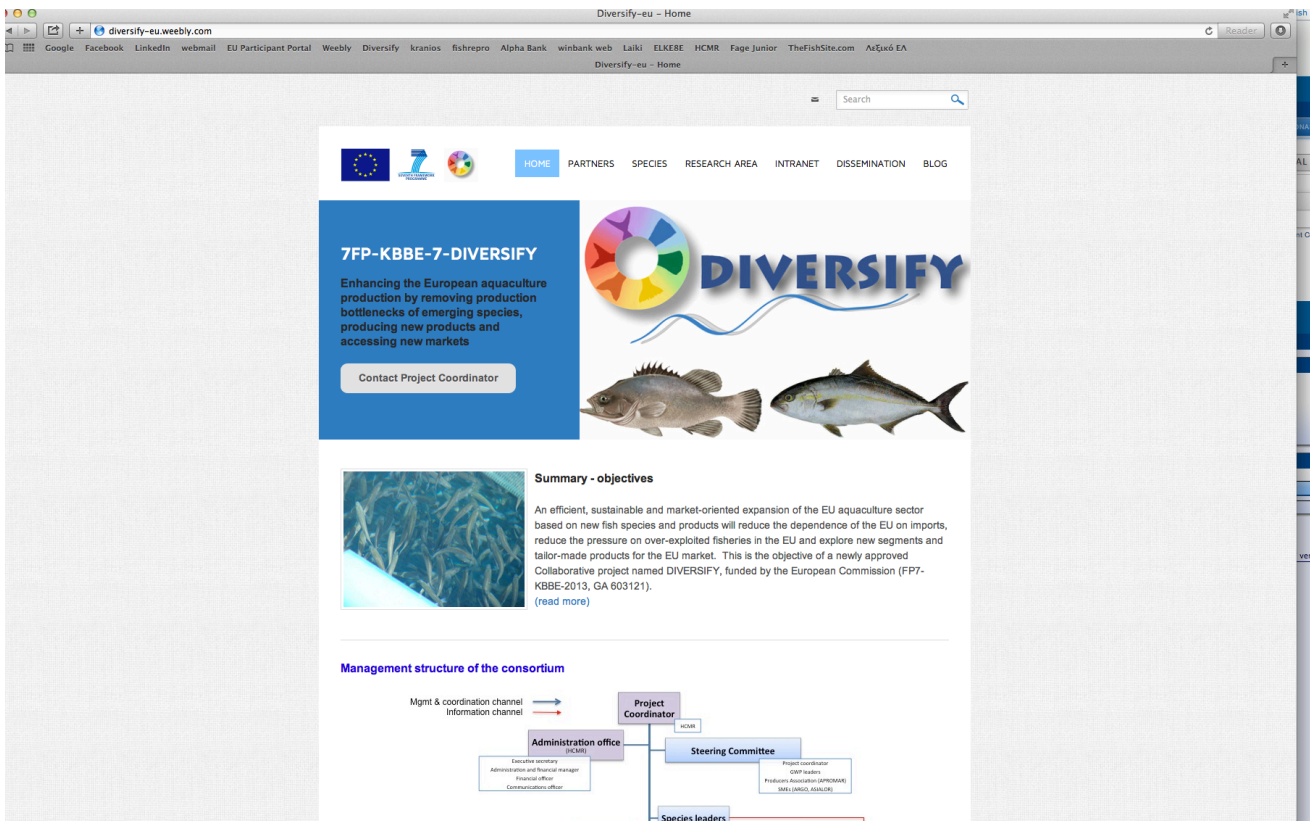 Diversify-eu – Home
diversify-eu.weebly.com
Reader
Google Facebook LinkedIn webmail EU Participant Portal Weebly Diversify kranios fishrepro Alpha Bank winbank web Laiki ELKE8E HCMR Fage Junior TheFishSite.com Λεξικό ΕΛ
Diversify-eu – Home
Search
SEVENTH FRAMEWORK
PROGRAMME
HOME PARTNERS SPECIES RESEARCH AREA INTRANET DISSEMINATION BLOG
7FP-KBBE-7-DIVERSIFY
Enhancing the European aquaculture
production by removing production
bottlenecks of emerging species,
producing new products and
accessing new markets
Contact Project Coordinator
DIVERSIFY
Summary - objectives
An efficient, sustainable and market-oriented expansion of the EU aquaculture sector
based on new fish species and products will reduce the dependence of the EU on imports,
reduce the pressure on over-exploited fisheries in the EU and explore new segments and
tailor-made products for the EU market. This is the objective of a newly approved
Collaborative project named DIVERSIFY, funded by the European Commission (FP7-
KBBE-2013, GA 603121).
(read more)
Management structure of the consortium
Mgmt & coordination channel
Information channel
Project
Coordinator
HCMR
Administration office
(HCMR)
Executive secretary
Administration and financial manager
Financial officer
Communications officer
Steering Committee
Project coordinator
GWP leaders
Producers Association (APROMAR)
SMEs (ARGO, ASIALOR)
Species leaders